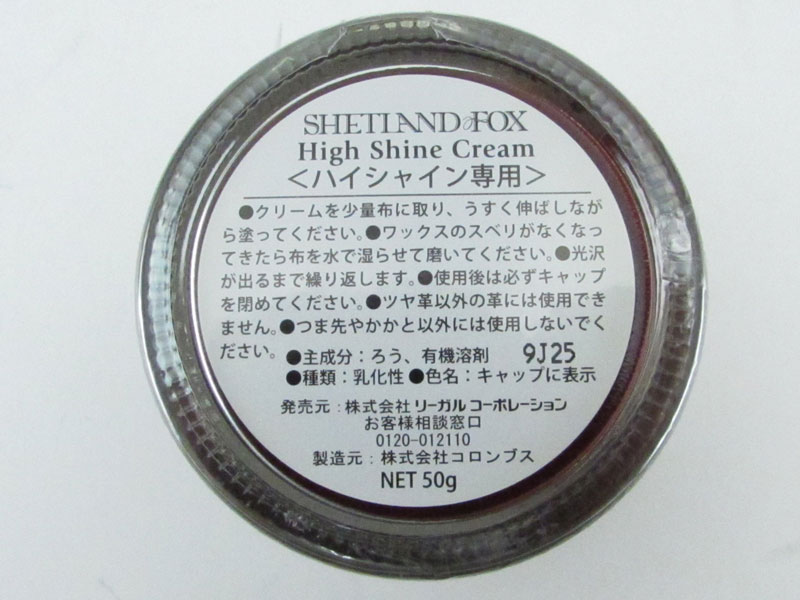 SHETLAND FOX
High Shine Cream
＜ハイシャイン専用＞
●クリームを少量布に取り、うすく伸ばしなが
ら塗ってください。●ワックスのスベリがなくなっ
てきたら布を水で湿らせて磨いてください。●光沢
が出るまで繰り返します。●使用後は必ずキャップ
を閉めてください。●ツヤ革以外の革には使用でき
ません。●つま先やかかと以外には使用しないでく
ださい。 ●主成分：ろう、有機溶剤 9J25
●種類：乳化性 ●色名：キャップに表示
発売元：株式会社 リーガル コーポレーション
お客様相談窓口
0120-012110
製造元：株式会社コロンブス
NET 50g